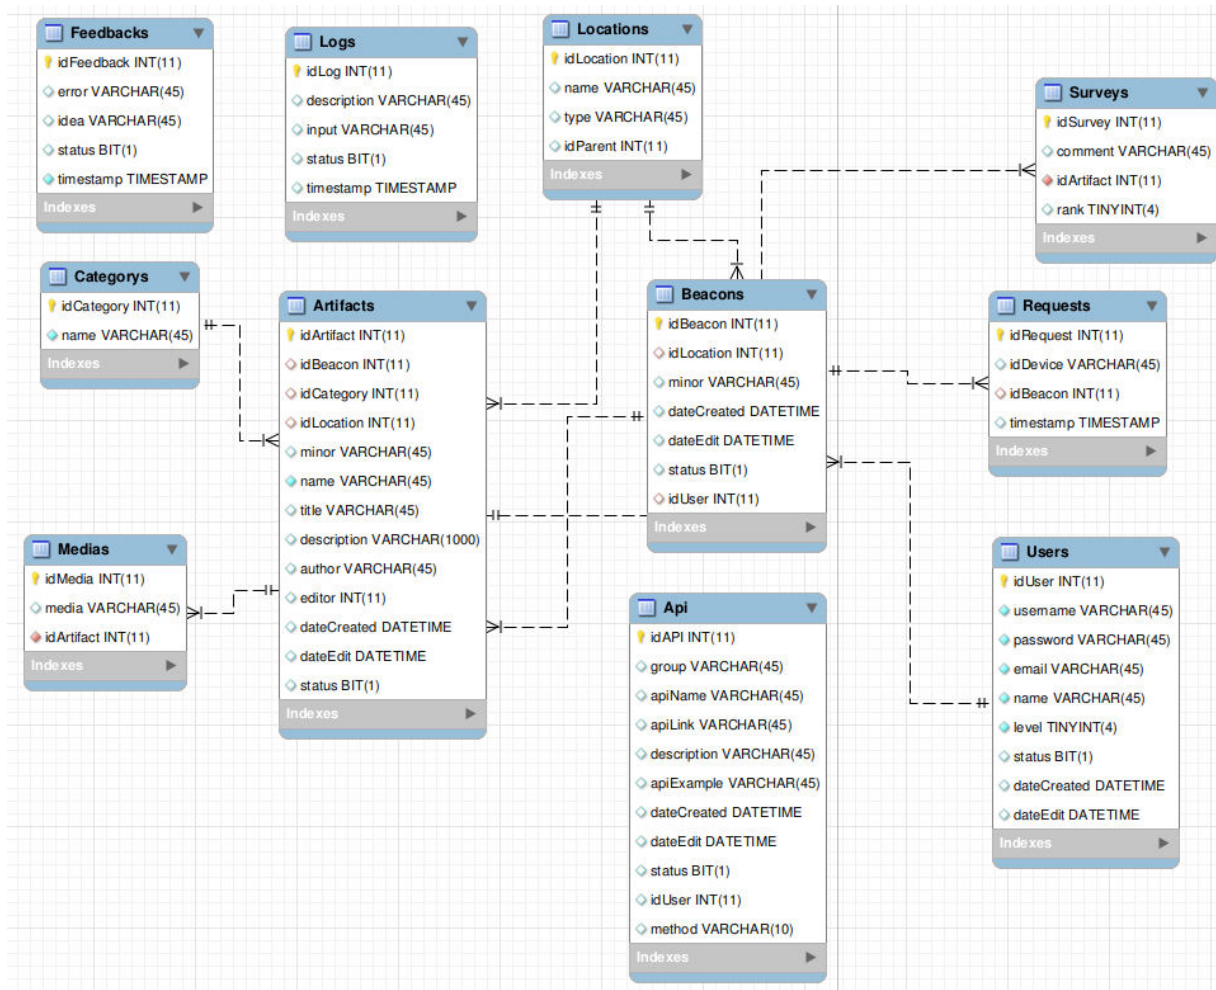 Feedbacks
idFeedback INT(11)
error VARCHAR(45)
idea VARCHAR(45)
status BIT(1)
timestamp TIMESTAMP
Indexes
Logs
idLog INT(11)
description VARCHAR(45)
input VARCHAR(45)
status BIT(1)
timestamp TIMESTAMP
Indexes
Locations
idLocation INT(11)
name VARCHAR(45)
type VARCHAR(45)
idParent INT(11)
Indexes
Surveys
idSurvey INT(11)
comment VARCHAR(45)
idArtifact INT(11)
rank TINYINT(4)
Indexes
Categorys
idCategory INT(11)
name VARCHAR(45)
Indexes
Artifacts
idArtifact INT(11)
idBeacon INT(11)
idCategory INT(11)
idLocation INT(11)
minor VARCHAR(45)
name VARCHAR(45)
title VARCHAR(45)
description VARCHAR(1000)
author VARCHAR(45)
editor INT(11)
dateCreated DATETIME
dateEdit DATETIME
status BIT(1)
Indexes
Beacons
idBeacon INT(11)
idLocation INT(11)
minor VARCHAR(45)
dateCreated DATETIME
dateEdit DATETIME
status BIT(1)
idUser INT(11)
Indexes
Requests
idRequest INT(11)
idDevice VARCHAR(45)
idBeacon INT(11)
timestamp TIMESTAMP
Indexes
Medias
idMedia INT(11)
media VARCHAR(45)
idArtifact INT(11)
Indexes
Api
idAPI INT(11)
group VARCHAR(45)
apiName VARCHAR(45)
apiLink VARCHAR(45)
description VARCHAR(45)
apiExample VARCHAR(45)
dateCreated DATETIME
dateEdit DATETIME
status BIT(1)
idUser INT(11)
method VARCHAR(10)
Indexes
Users
idUser INT(11)
username VARCHAR(45)
password VARCHAR(45)
email VARCHAR(45)
name VARCHAR(45)
level TINYINT(4)
status BIT(1)
dateCreated DATETIME
dateEdit DATETIME
Indexes